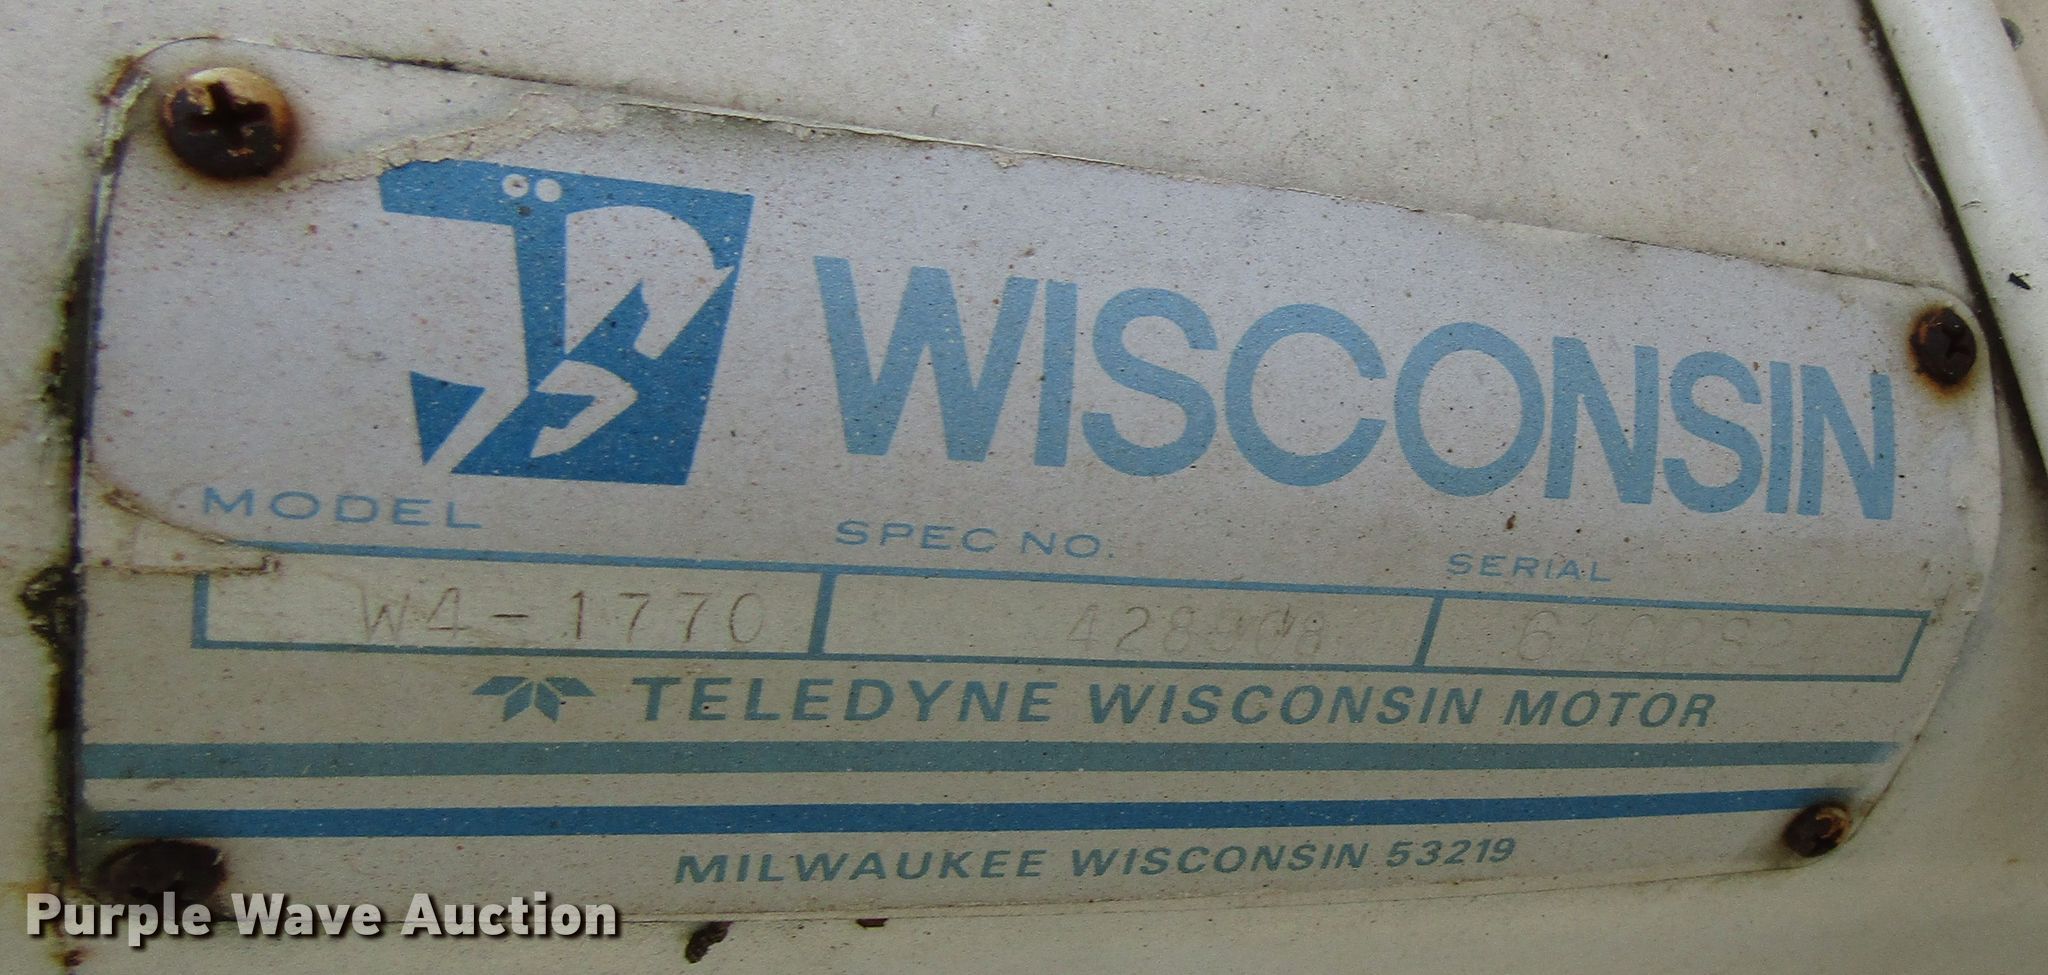 WISCONSIN
MODEL SPEC NO. SERIAL
W4-1770
TELEDYNE WISCONSIN MOTOR
MILWAUKEE WISCONSIN 53219
Purple Wave Auction